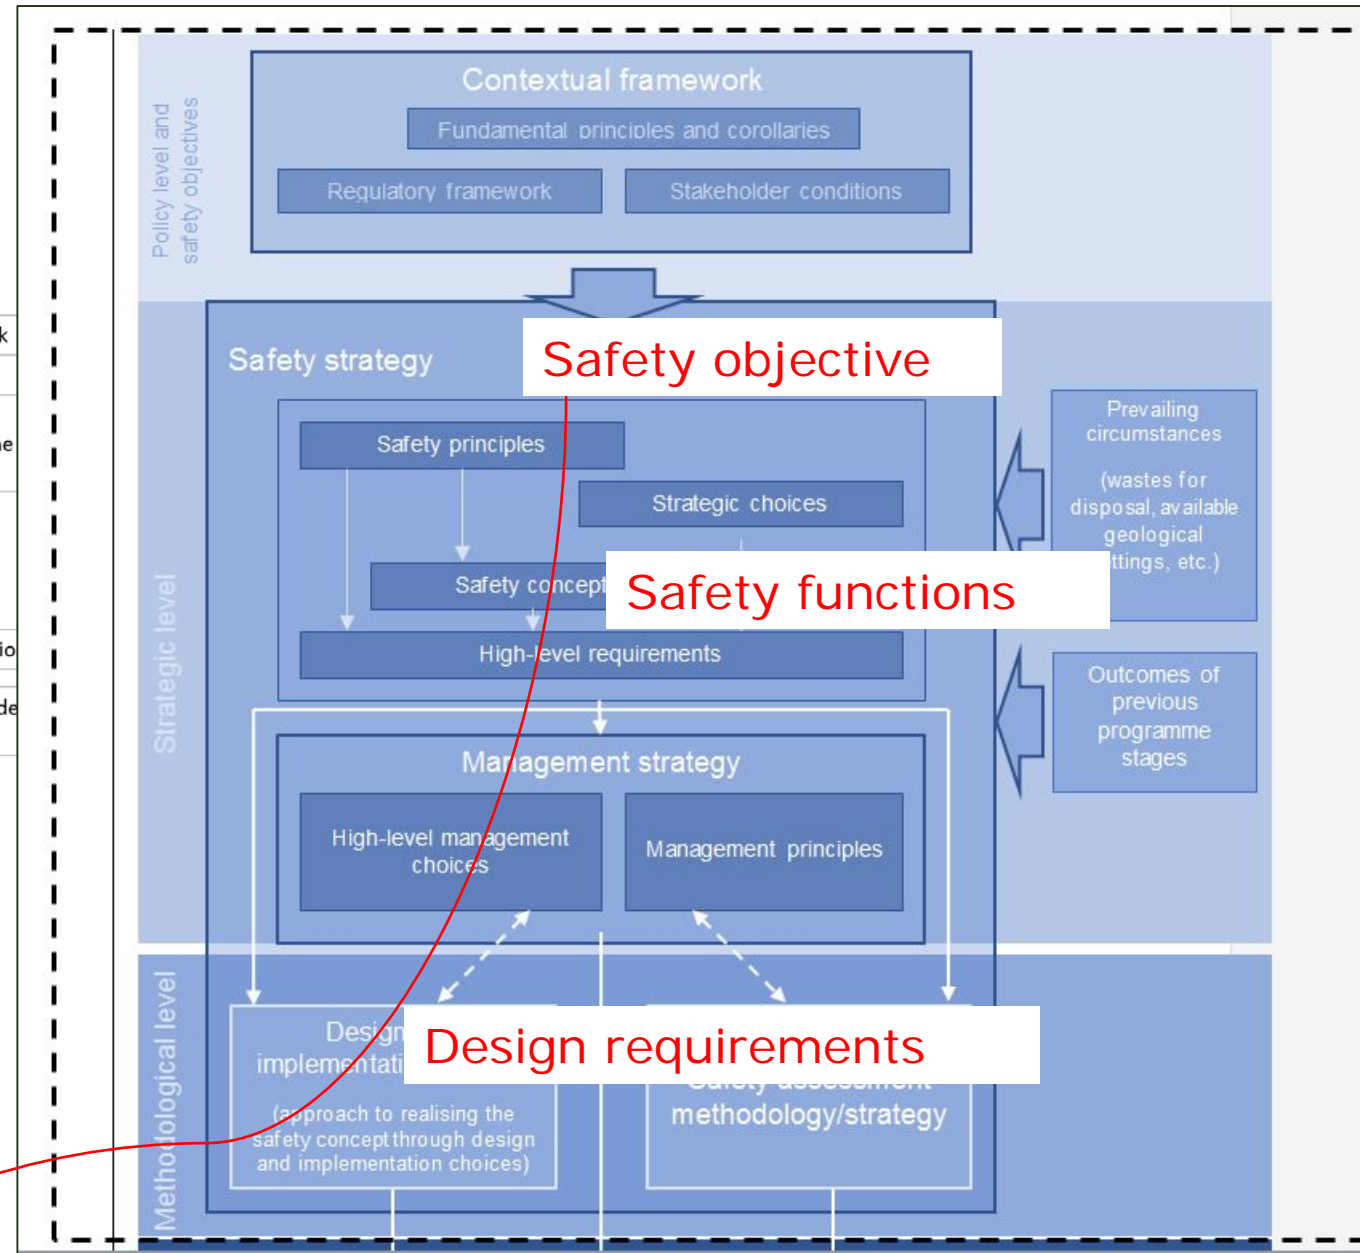 Policy level and
safety objectives
Contextual framework
Fundamental principles and corollaries
Regulatory framework
Stakeholder conditions
Strategic level
Safety strategy
Safety objective
Safety principles
Strategic choices
Safety concept
Safety functions
High-level requirements
Prevailing
circumstances
(wastes for
disposal, available
geological
etc.)
Outcomes of
previous
programme
stages
Management strategy
High-level management
choices
Management principles
Methodological level
Design
Design requirements
(approach to realising the
safety concept through design
and implementation choices)
Safety assessment
methodology/strategy